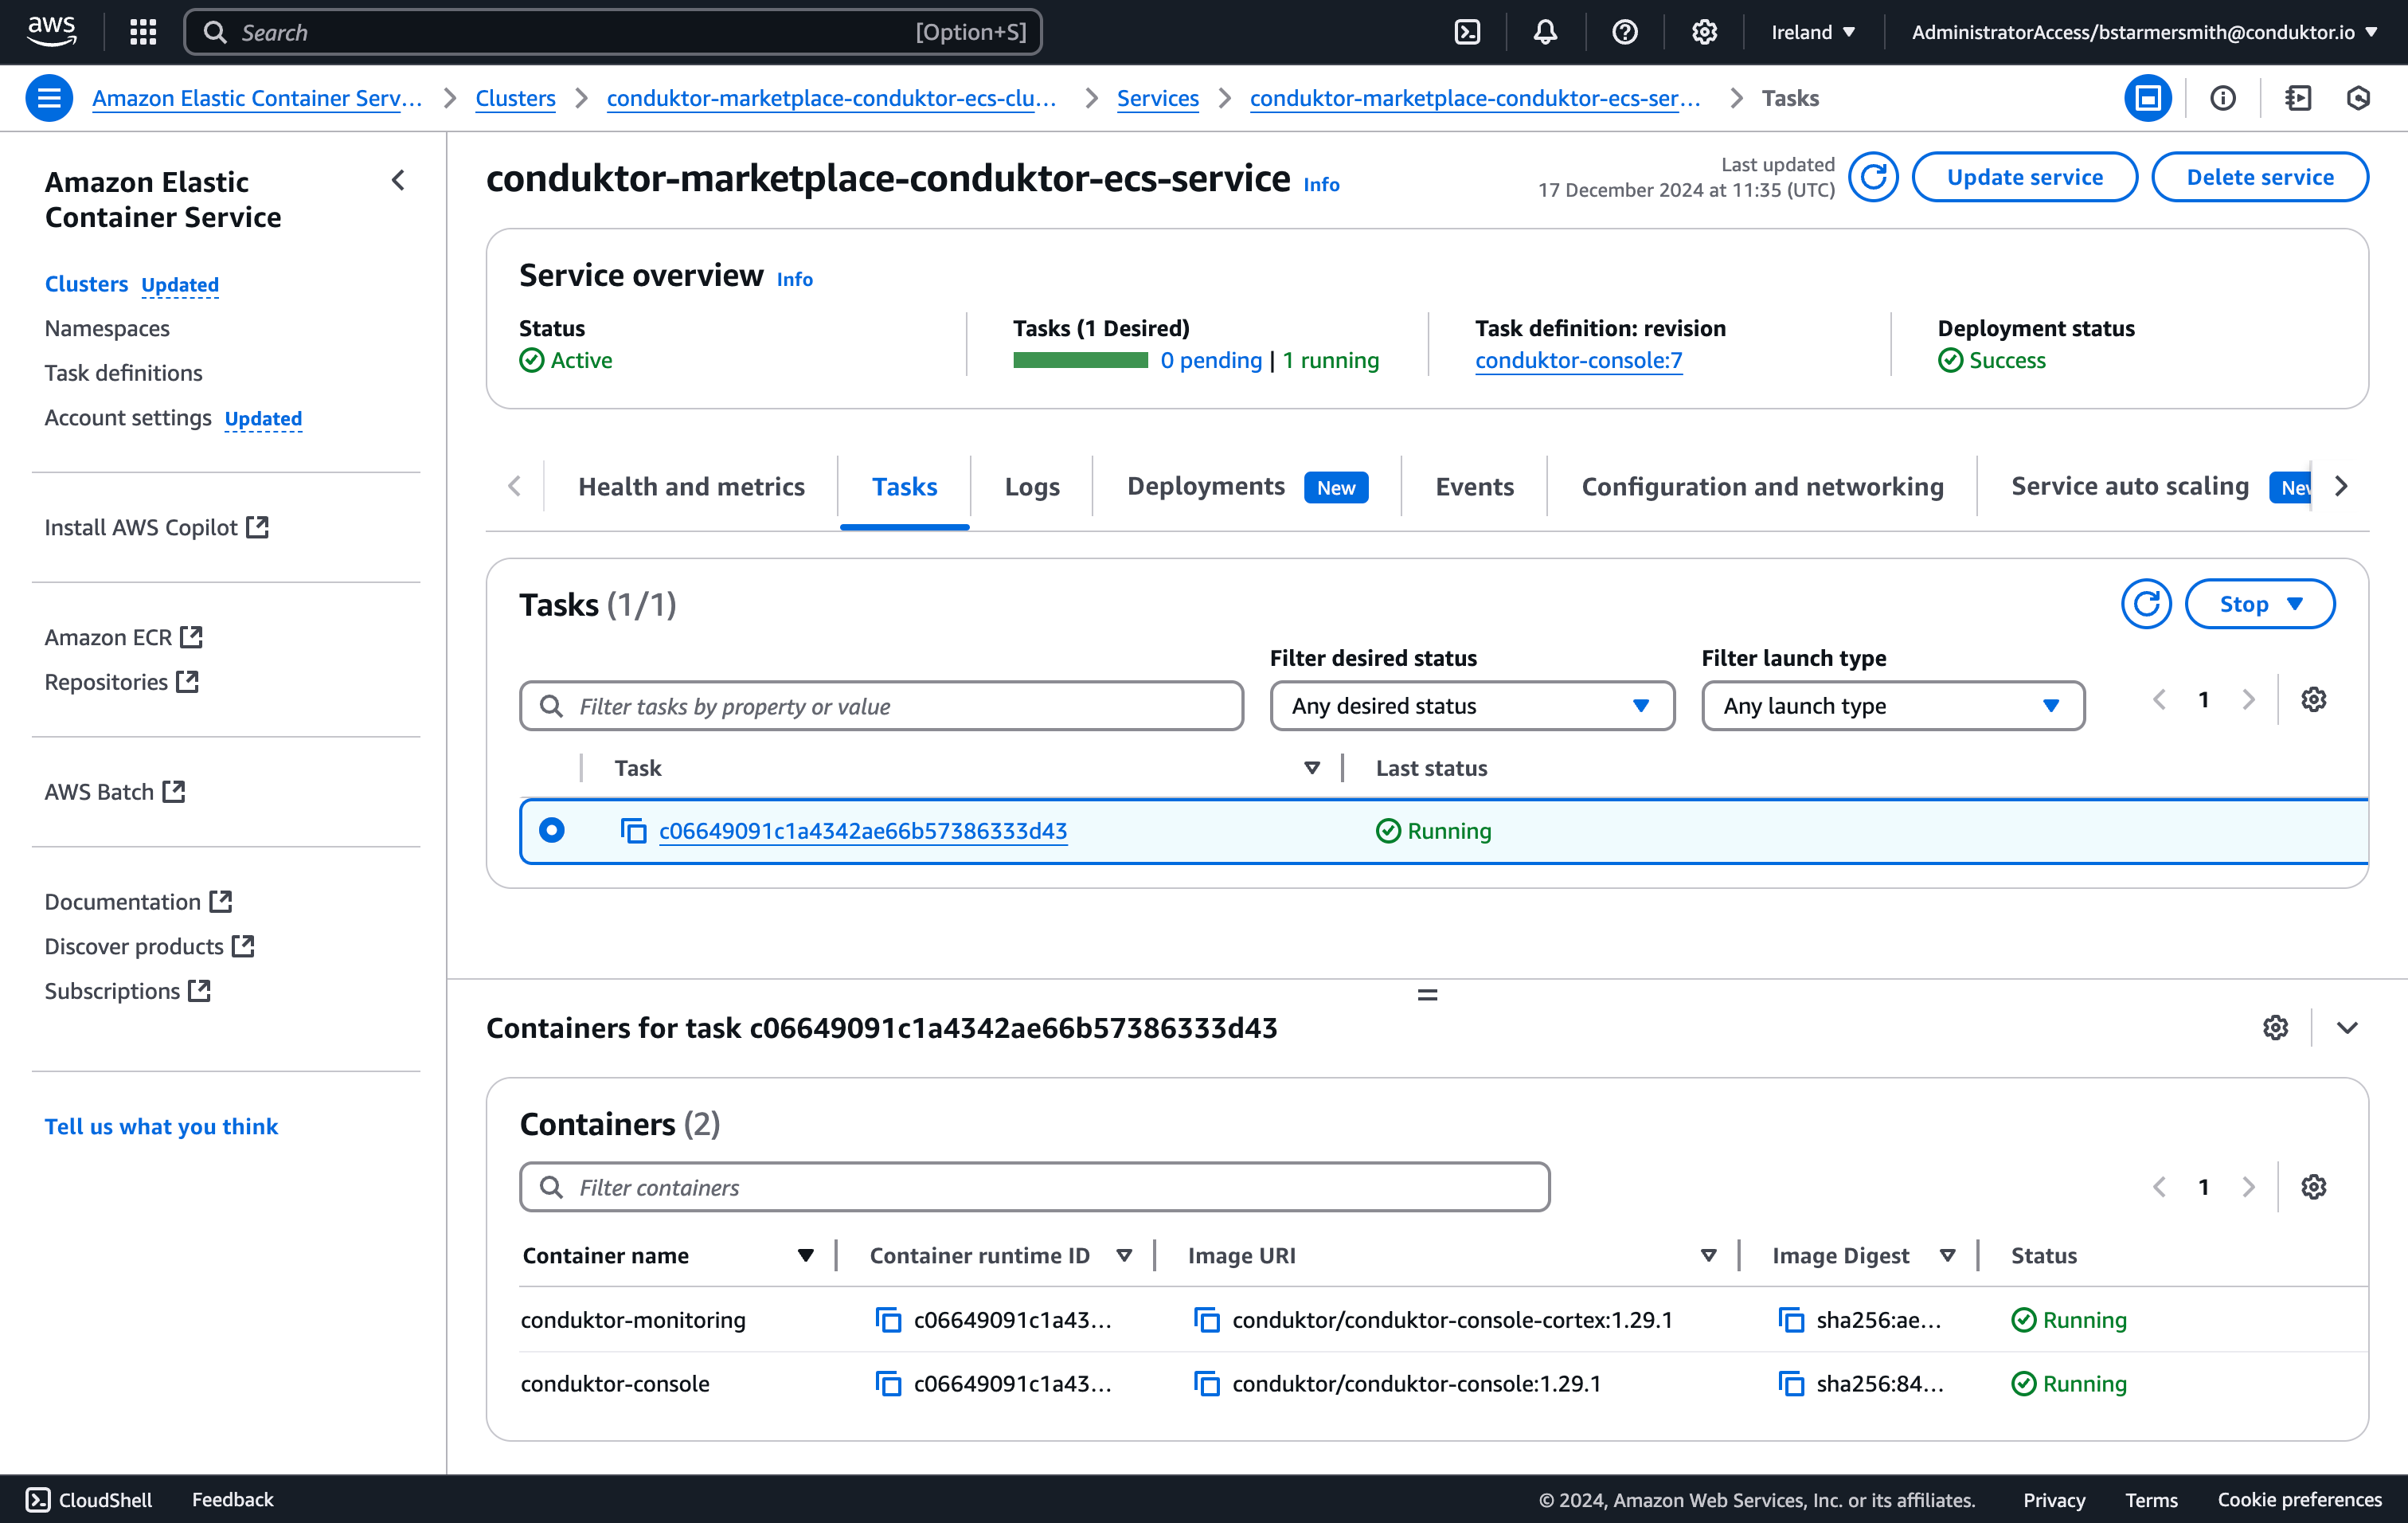 aws
Search [Option+S]
Ireland
AdministratorAccess/bstarmersmith@conduktor.io
Amazon Elastic Container Serv... > Clusters > conduktor-marketplace-conduktor-ecs-clu... > Services > conduktor-marketplace-conduktor-ecs-ser... > Tasks
Amazon Elastic
Container Service
Clusters Updated
Namespaces
Task definitions
Account settings Updated
Install AWS Copilot
Amazon ECR
Repositories
AWS Batch
Documentation
Discover products
Subscriptions
Tell us what you think
conduktor-marketplace-conduktor-ecs-service Info
Last updated
17 December 2024 at 11:35 (UTC)
Update service
Delete service
Service overview Info
Status
Active
Tasks (1 Desired)
0 pending | 1 running
Task definition: revision
conduktor-console:7
Deployment status
Success
Health and metrics
Tasks
Logs
Deployments New
Events
Configuration and networking
Service auto scaling
Tasks (1/1)
Stop
Filter tasks by property or value
Filter desired status
Any desired status
Filter launch type
Any launch type
1
Task Last status
c06649091c1a4342ae66b57386333d43 Running
Containers for task c06649091c1a4342ae66b57386333d43
Containers (2)
Filter containers
1
Container name Container runtime ID Image URI Image Digest Status
conduktor-monitoring c06649091c1a43... conduktor/conduktor-console-cortex:1.29.1 sha256:ae... Running
conduktor-console c06649091c1a43... conduktor/conduktor-console:1.29.1 sha256:84... Running
CloudShell Feedback
© 2024, Amazon Web Services, Inc. or its affiliates. Privacy Terms Cookie preferences